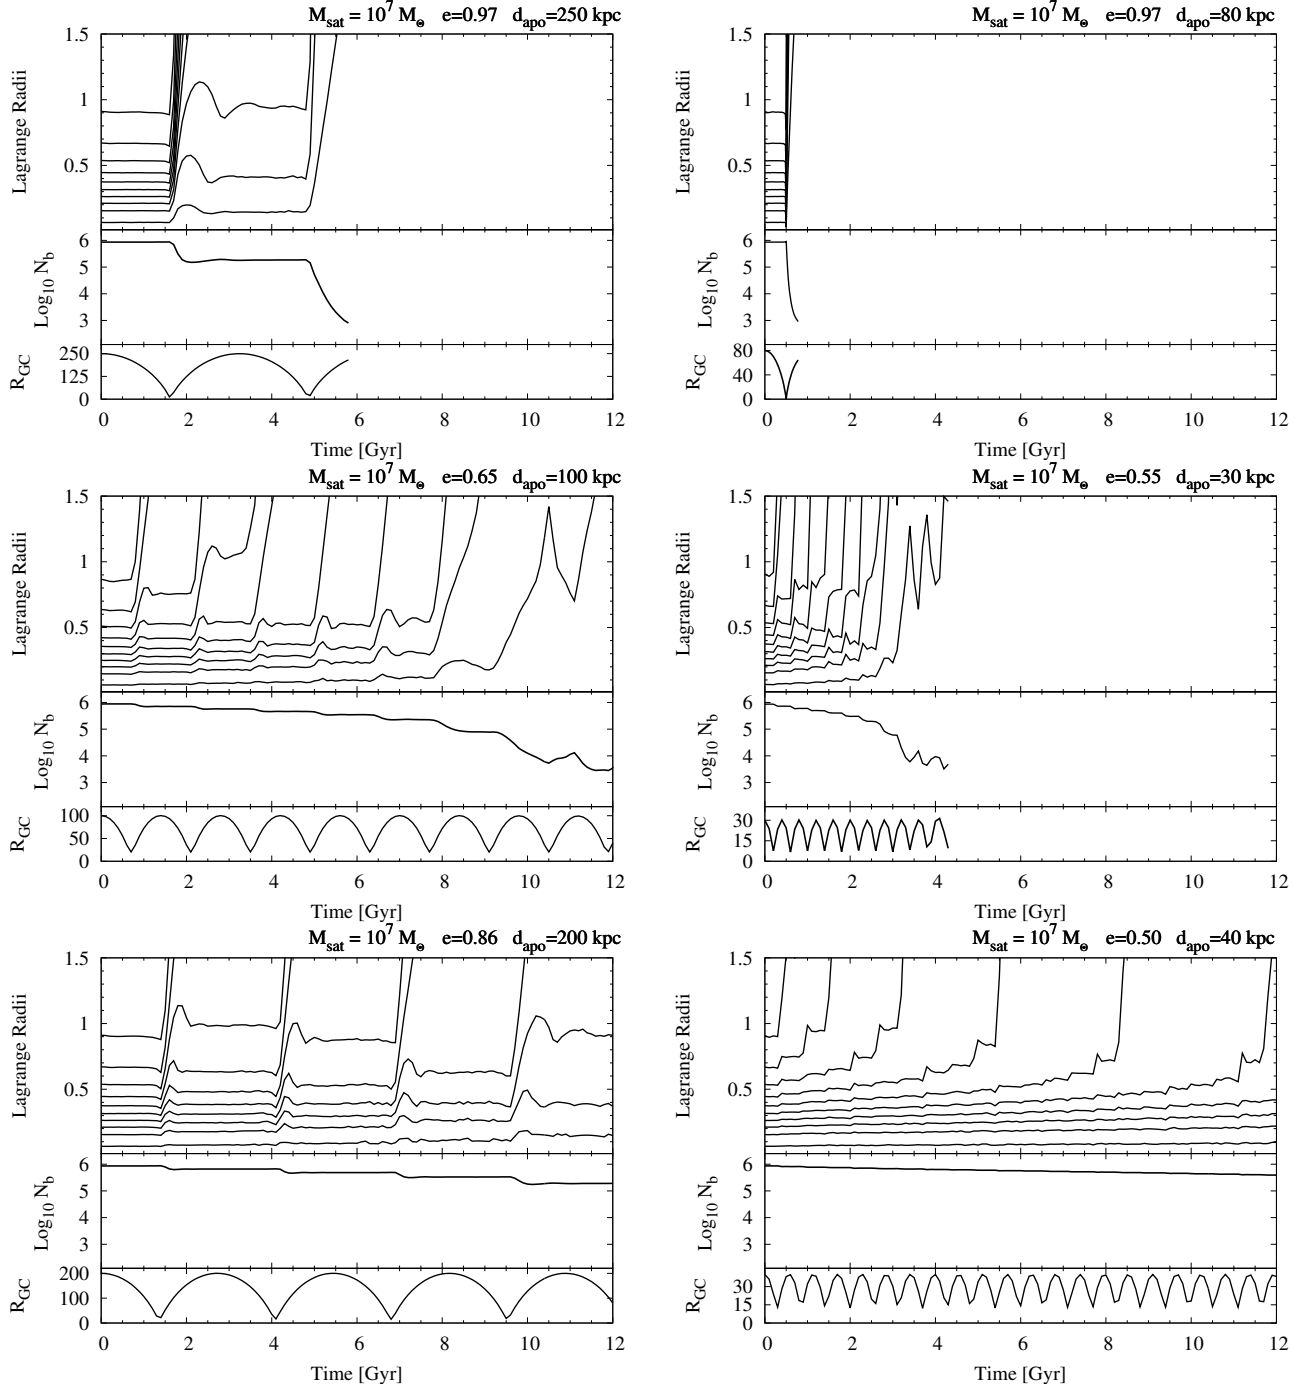 M_sat = 10^7 M_⊙ e=0.97 d_apo=250 kpc
1.5
1
0.5
Lagrange Radii
6
5
4
3
Log_10 N_b
250
125
0
R_GC
0 2 4 6 8 10 12
Time [Gyr]
M_sat = 10^7 M_⊙ e=0.97 d_apo=80 kpc
1.5
1
0.5
Lagrange Radii
6
5
4
3
Log_10 N_b
80
40
0
R_GC
0 2 4 6 8 10 12
Time [Gyr]
M_sat = 10^7 M_⊙ e=0.65 d_apo=100 kpc
1.5
1
0.5
Lagrange Radii
6
5
4
3
Log_10 N_b
100
50
0
R_GC
0 2 4 6 8 10 12
Time [Gyr]
M_sat = 10^7 M_⊙ e=0.55 d_apo=30 kpc
1.5
1
0.5
Lagrange Radii
6
5
4
3
Log_10 N_b
30
15
0
R_GC
0 2 4 6 8 10 12
Time [Gyr]
M_sat = 10^7 M_⊙ e=0.86 d_apo=200 kpc
1.5
1
0.5
Lagrange Radii
6
5
4
3
Log_10 N_b
200
100
0
R_GC
0 2 4 6 8 10 12
Time [Gyr]
M_sat = 10^7 M_⊙ e=0.50 d_apo=40 kpc
1.5
1
0.5
Lagrange Radii
6
5
4
3
Log_10 N_b
30
15
0
R_GC
0 2 4 6 8 10 12
Time [Gyr]